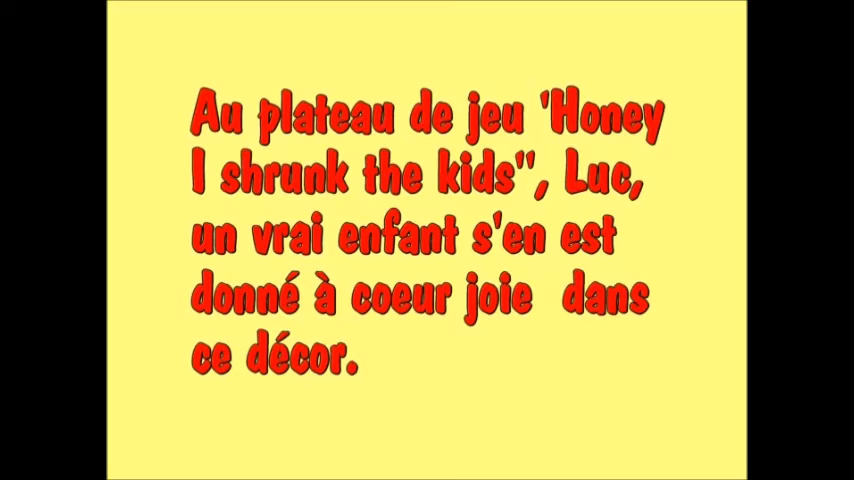 Au plateau de jeu 'Honey
I shrunk the kids", Luc,
un vrai enfant s'en est
donné à coeur joie  dans
ce décor.